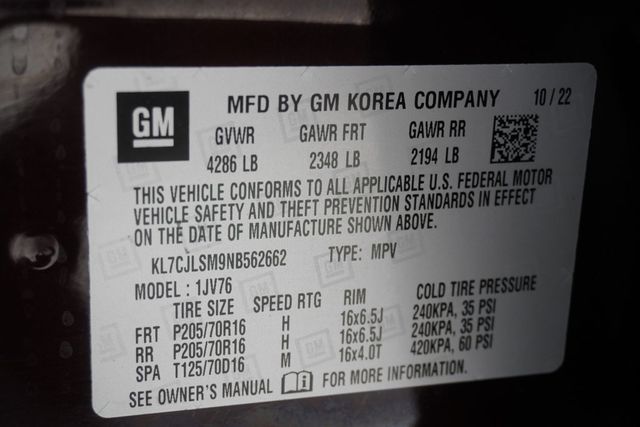 GM
MFD BY GM KOREA COMPANY 10 / 22
GVWR GAWR FRT GAWR RR
4286 LB 2348 LB 2194 LB
THIS VEHICLE CONFORMS TO ALL APPLICABLE U.S. FEDERAL MOTOR
VEHICLE SAFETY AND THEFT PREVENTION STANDARDS IN EFFECT
ON THE DATE OF MANUFACTURE SHOWN ABOVE.
KL7CJLSM9NB562662 TYPE: MPV
MODEL : 1JV76
TIRE SIZE SPEED RTG RIM COLD TIRE PRESSURE
FRT P205/70R16 H 16x6.5J 240KPA, 35 PSI
RR P205/70R16 H 16x6.5J 240KPA, 35 PSI
SPA T125/70D16 M 16x4.0T 420KPA, 60 PSI
SEE OWNER'S MANUAL FOR MORE INFORMATION.